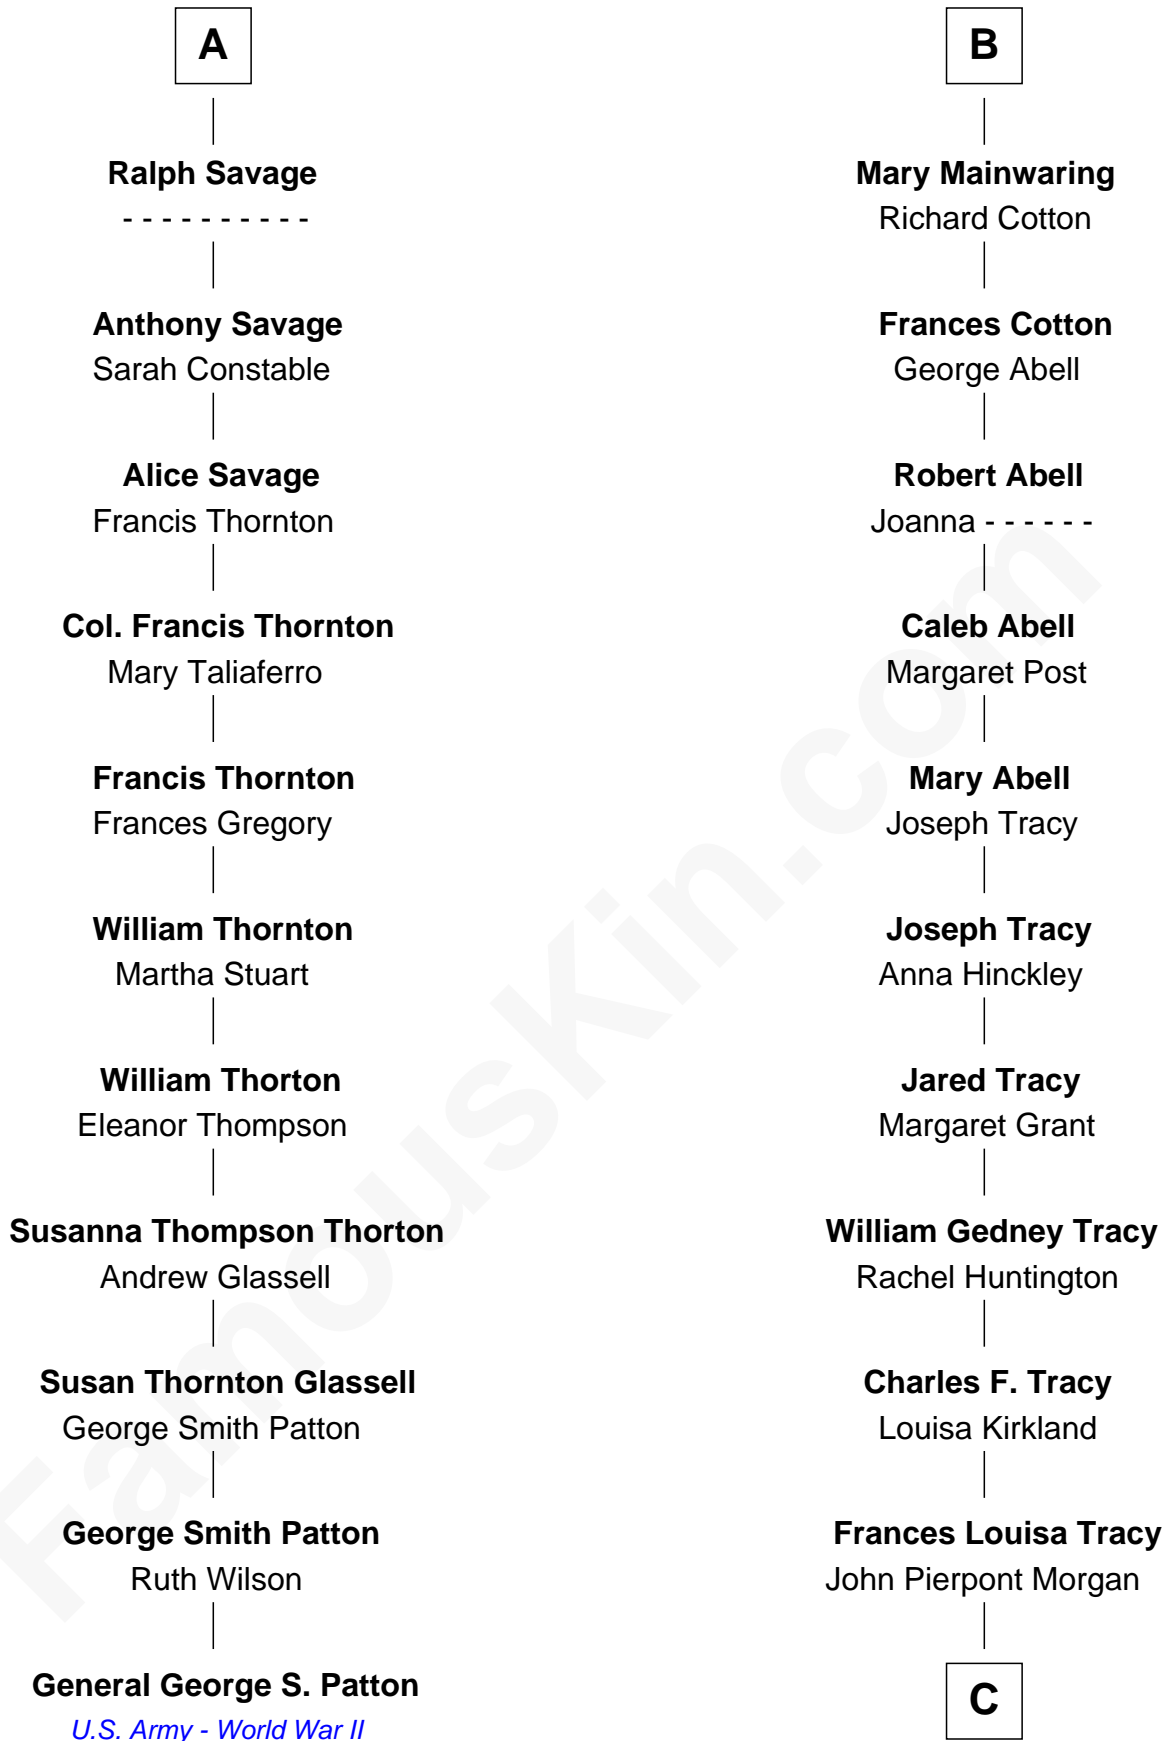 A
Ralph Savage
- - - - - - - - - -
Anthony Savage
Sarah Constable
Alice Savage
Francis Thornton
Col. Francis Thornton
Mary Taliaferro
Francis Thornton
Frances Gregory
William Thornton
Martha Stuart
William Thorton
Eleanor Thompson
Susanna Thompson Thorton
Andrew Glassell
Susan Thornton Glassell
George Smith Patton
George Smith Patton
Ruth Wilson
General George S. Patton
U.S. Army - World War II
B
Mary Mainwaring
Richard Cotton
Frances Cotton
George Abell
Robert Abell
Joanna - - - - - -
Caleb Abell
Margaret Post
Mary Abell
Joseph Tracy
Joseph Tracy
Anna Hinckley
Jared Tracy
Margaret Grant
William Gedney Tracy
Rachel Huntington
Charles F. Tracy
Louisa Kirkland
Frances Louisa Tracy
John Pierpont Morgan
C
FamousKin.com